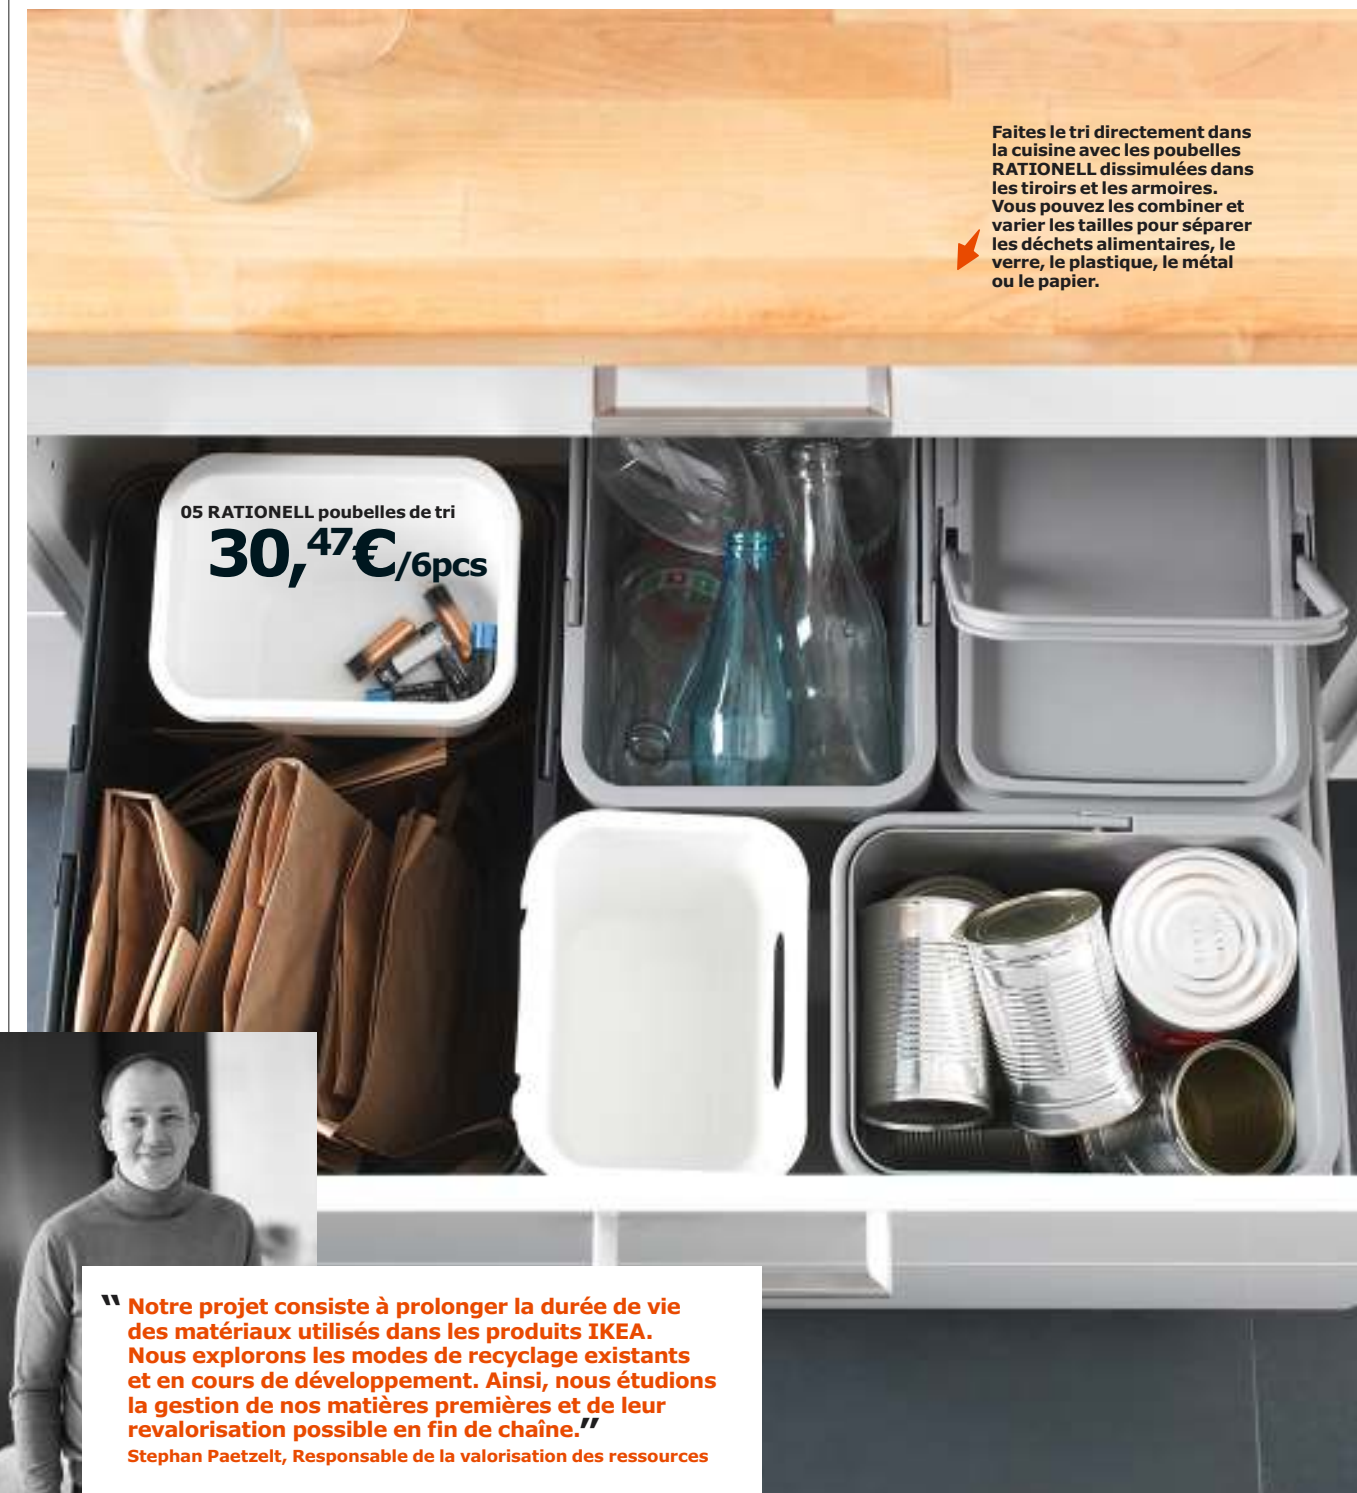 Faites le tri directement dans
la cuisine avec les poubelles
RATIONELL dissimulées dans
les tiroirs et les armoires.
Vous pouvez les combiner et
varier les tailles pour séparer
les déchets alimentaires, le
verre, le plastique, le métal
ou le papier.
05 RATIONELL poubelles de tri
30,47€/6pcs
“ Notre projet consiste à prolonger la durée de vie
des matériaux utilisés dans les produits IKEA.
Nous explorons les modes de recyclage existants
et en cours de développement. Ainsi, nous étudions
la gestion de nos matières premières et de leur
revalorisation possible en fin de chaîne.”
Stephan Paetzelt, Responsable de la valorisation des ressources